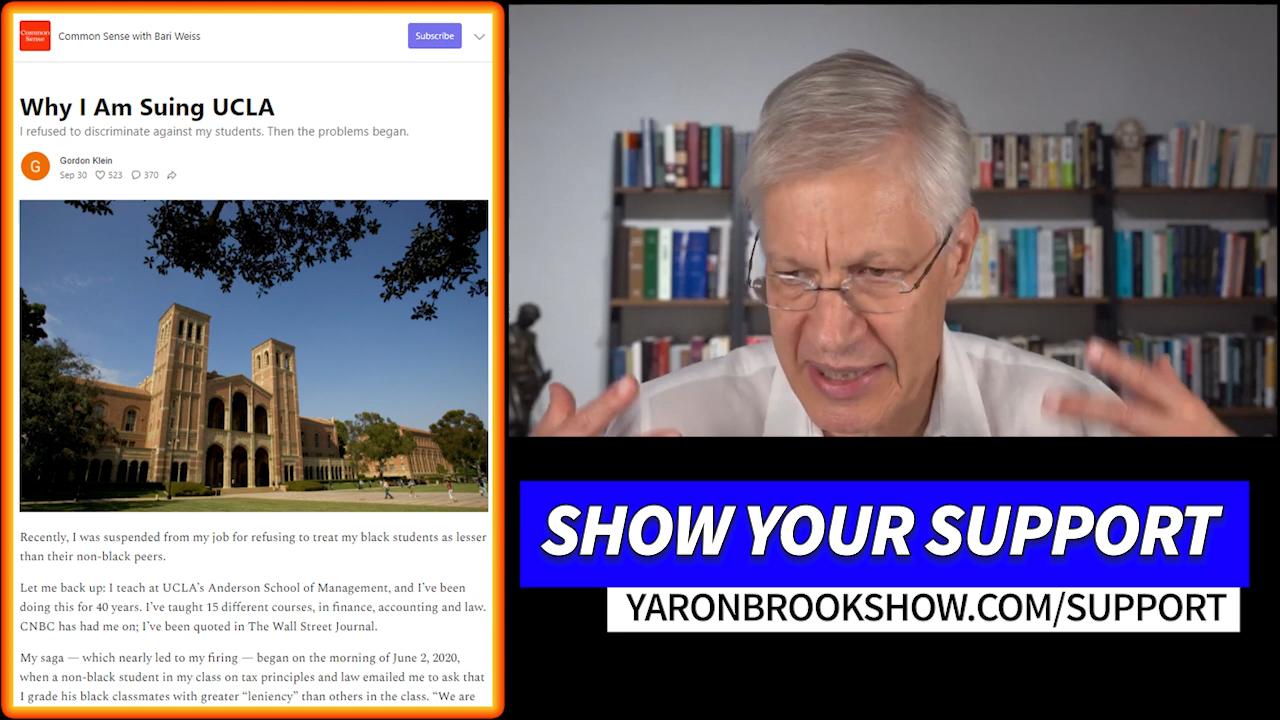 Common
Sense
Common Sense with Bari Weiss
Subscribe
Why I Am Suing UCLA
I refused to discriminate against my students. Then the problems began.
G
Gordon Klein
Sep 30 523 370
Recently, I was suspended from my job for refusing to treat my black students as lesser
than their non-black peers.
Let me back up: I teach at UCLA’s Anderson School of Management, and I’ve been
doing this for 40 years. I’ve taught 15 different courses, in finance, accounting and law.
CNBC has had me on; I’ve been quoted in The Wall Street Journal.
My saga — which nearly led to my firing — began on the morning of June 2, 2020,
when a non-black student in my class on tax principles and law emailed me to ask that
I grade his black classmates with greater “leniency” than others in the class. “We are
SHOW YOUR SUPPORT
YARONBROOKSHOW.COM/SUPPORT